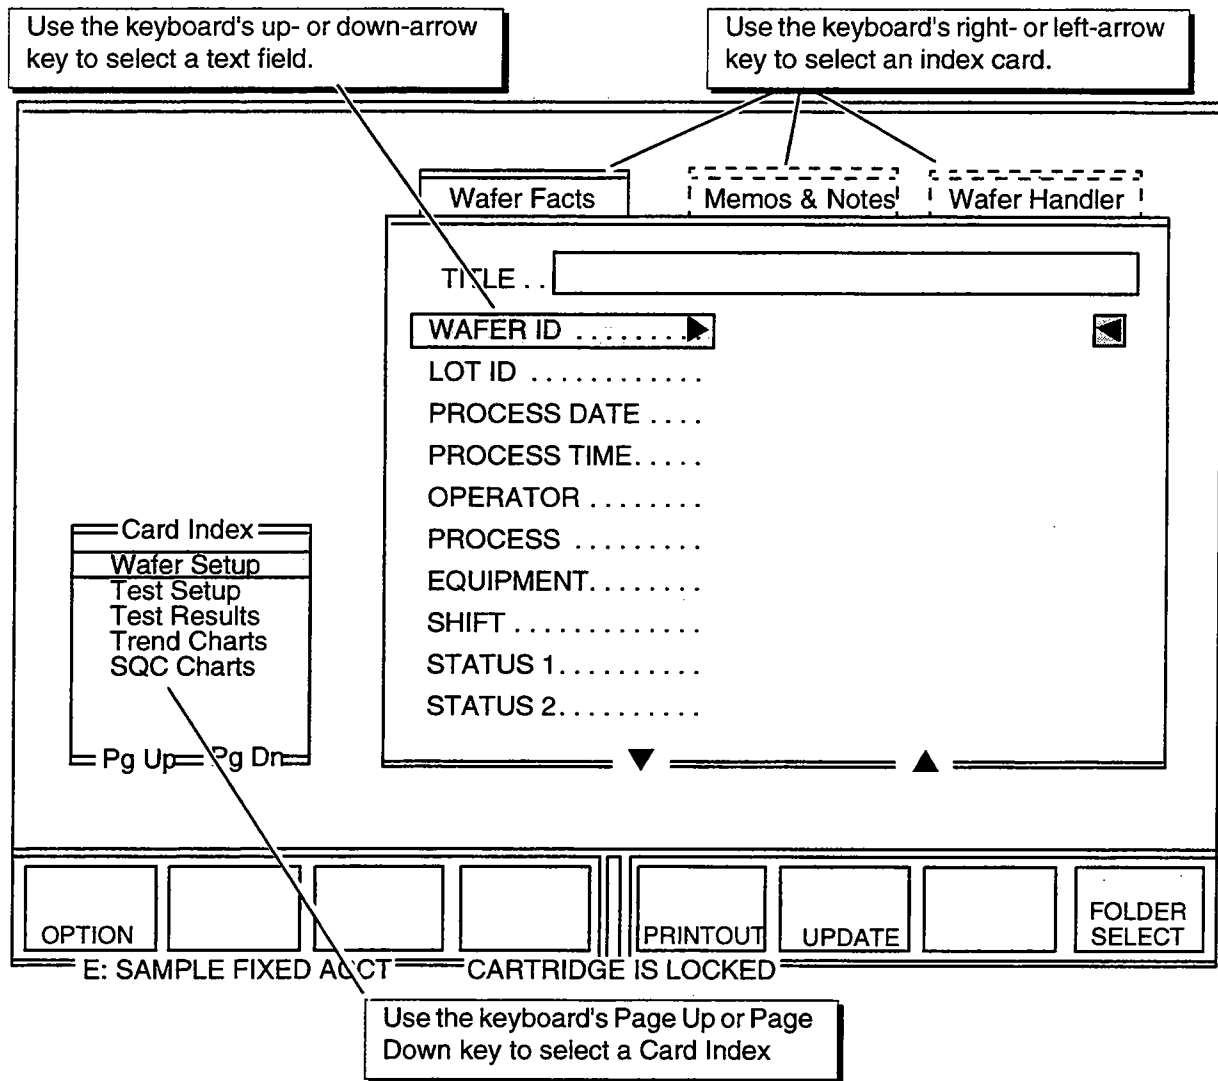 Use the keyboard's up- or down-arrow
key to select a text field.
Use the keyboard's right- or left-arrow
key to select an index card.
Wafer Facts
Memos & Notes
Wafer Handler
TITLE . .
WAFER ID . . . . . . . . .
LOT ID . . . . . . . . . . . .
PROCESS DATE . . . .
PROCESS TIME. . . . .
OPERATOR . . . . . . . .
PROCESS . . . . . . . . .
EQUIPMENT. . . . . . . .
SHIFT . . . . . . . . . . . . .
STATUS 1. . . . . . . . . .
STATUS 2. . . . . . . . . .
Card Index
Wafer Setup
Test Setup
Test Results
Trend Charts
SQC Charts
Pg Up Pg Dn
OPTION
PRINTOUT
UPDATE
FOLDER
SELECT
E: SAMPLE FIXED ACCT CARTRIDGE IS LOCKED
Use the keyboard's Page Up or Page
Down key to select a Card Index